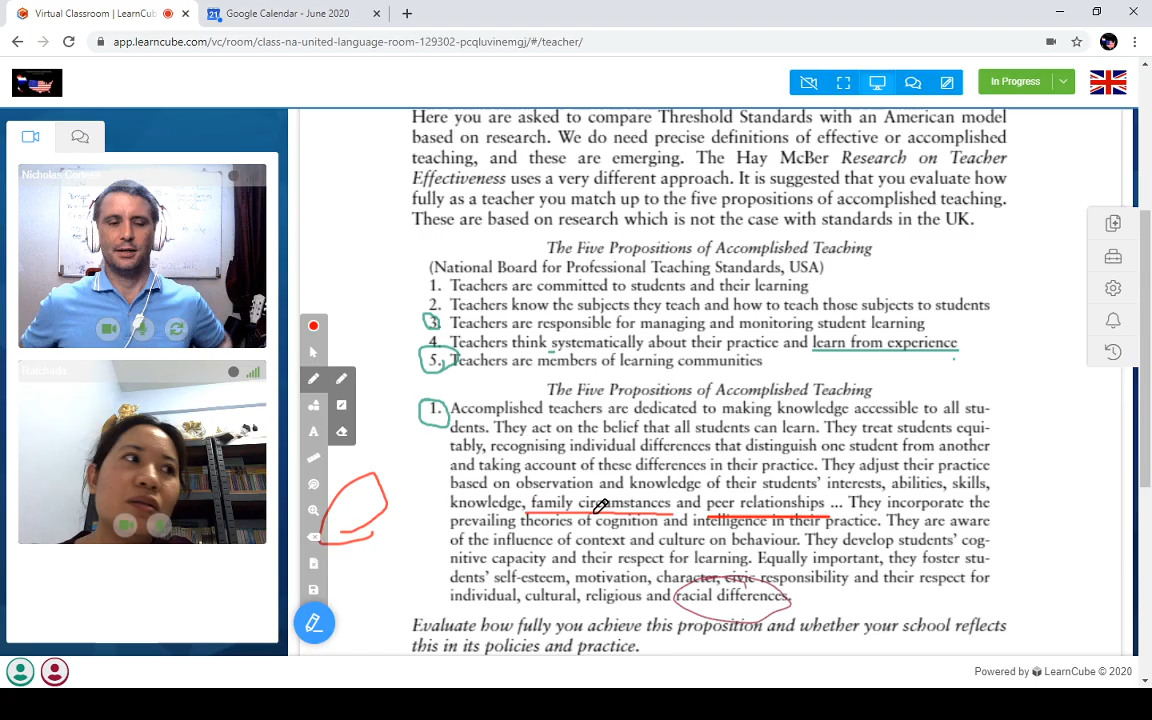 Virtual Classroom | LearnCub
Google Calendar - June 2020
app.learncube.com/vc/room/class-na-united-language-room-129302-pcqluvinemgj/#/teacher/
In Progress
Nicholas Cortese
Ratchada
Here you are asked to compare Threshold Standards with an American model
based on research. We do need precise definitions of effective or accomplished
teaching, and these are emerging. The Hay McBer Research on Teacher
Effectiveness uses a very different approach. It is suggested that you evaluate how
fully as a teacher you match up to the five propositions of accomplished teaching.
These are based on research which is not the case with standards in the UK.
The Five Propositions of Accomplished Teaching
(National Board for Professional Teaching Standards, USA)
1. Teachers are committed to students and their learning
2. Teachers know the subjects they teach and how to teach those subjects to students
3. Teachers are responsible for managing and monitoring student learning
4. Teachers think systematically about their practice and learn from experience
5. Teachers are members of learning communities
The Five Propositions of Accomplished Teaching
1. Accomplished teachers are dedicated to making knowledge accessible to all stu-
dents. They act on the belief that all students can learn. They treat students equi-
tably, recognising individual differences that distinguish one student from another
and taking account of these differences in their practice. They adjust their practice
based on observation and knowledge of their students' interests, abilities, skills,
knowledge, family circumstances and peer relationships ... They incorporate the
prevailing theories of cognition and intelligence in their practice. They are aware
of the influence of context and culture on behaviour. They develop students' cog-
nitive capacity and their respect for learning. Equally important, they foster stu-
dents' self-esteem, motivation, character, civic responsibility and their respect for
individual, cultural, religious and racial differences.
Evaluate how fully you achieve this proposition and whether your school reflects
this in its policies and practice.
Powered by LearnCube © 2020